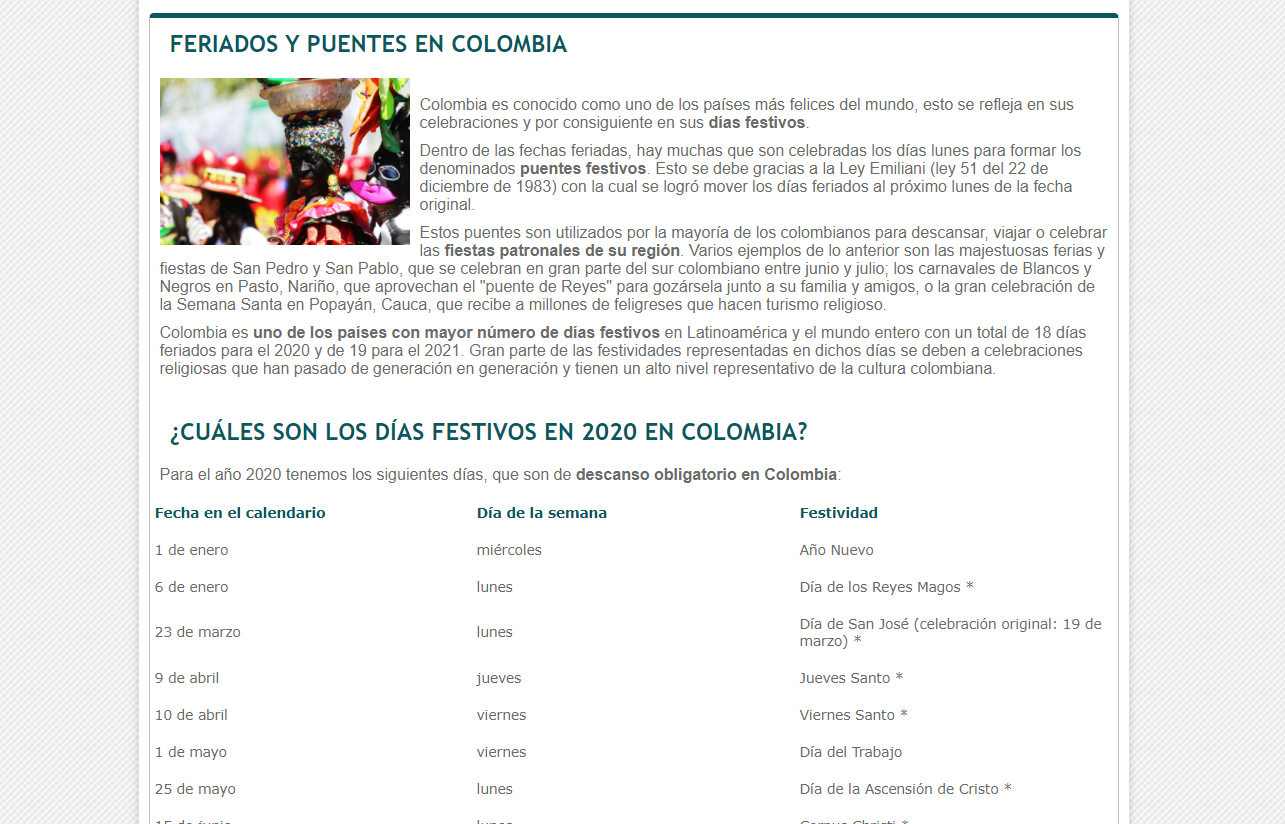 FERIADOS Y PUENTES EN COLOMBIA
Colombia es conocido como uno de los países más felices del mundo, esto se refleja en sus
celebraciones y por consiguiente en sus días festivos.
Dentro de las fechas feriadas, hay muchas que son celebradas los días lunes para formar los
denominados puentes festivos. Esto se debe gracias a la Ley Emiliani (ley 51 del 22 de
diciembre de 1983) con la cual se logró mover los días feriados al próximo lunes de la fecha
original.
Estos puentes son utilizados por la mayoría de los colombianos para descansar, viajar o celebrar
las fiestas patronales de su región. Varios ejemplos de lo anterior son las majestuosas ferias y
fiestas de San Pedro y San Pablo, que se celebran en gran parte del sur colombiano entre junio y julio; los carnavales de Blancos y
Negros en Pasto, Nariño, que aprovechan el "puente de Reyes" para gozársela junto a su familia y amigos, o la gran celebración de
la Semana Santa en Popayán, Cauca, que recibe a millones de feligreses que hacen turismo religioso.
Colombia es uno de los países con mayor número de días festivos en Latinoamérica y el mundo entero con un total de 18 días
feriados para el 2020 y de 19 para el 2021. Gran parte de las festividades representadas en dichos días se deben a celebraciones
religiosas que han pasado de generación en generación y tienen un alto nivel representativo de la cultura colombiana.
¿CUÁLES SON LOS DÍAS FESTIVOS EN 2020 EN COLOMBIA?
Para el año 2020 tenemos los siguientes días, que son de descanso obligatorio en Colombia:
Fecha en el calendario Día de la semana Festividad
1 de enero miércoles Año Nuevo
6 de enero lunes Día de los Reyes Magos *
23 de marzo lunes Día de San José (celebración original: 19 de
marzo) *
9 de abril jueves Jueves Santo *
10 de abril viernes Viernes Santo *
1 de mayo viernes Día del Trabajo
25 de mayo lunes Día de la Ascensión de Cristo *
15 de junio lunes Corpus Christi *